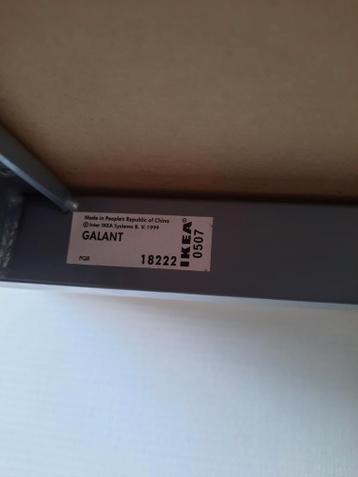 Made in People's Republic of China
© Inter IKEA Systems B. V. 1999
GALANT
PQR
18222
IKEA®
0507